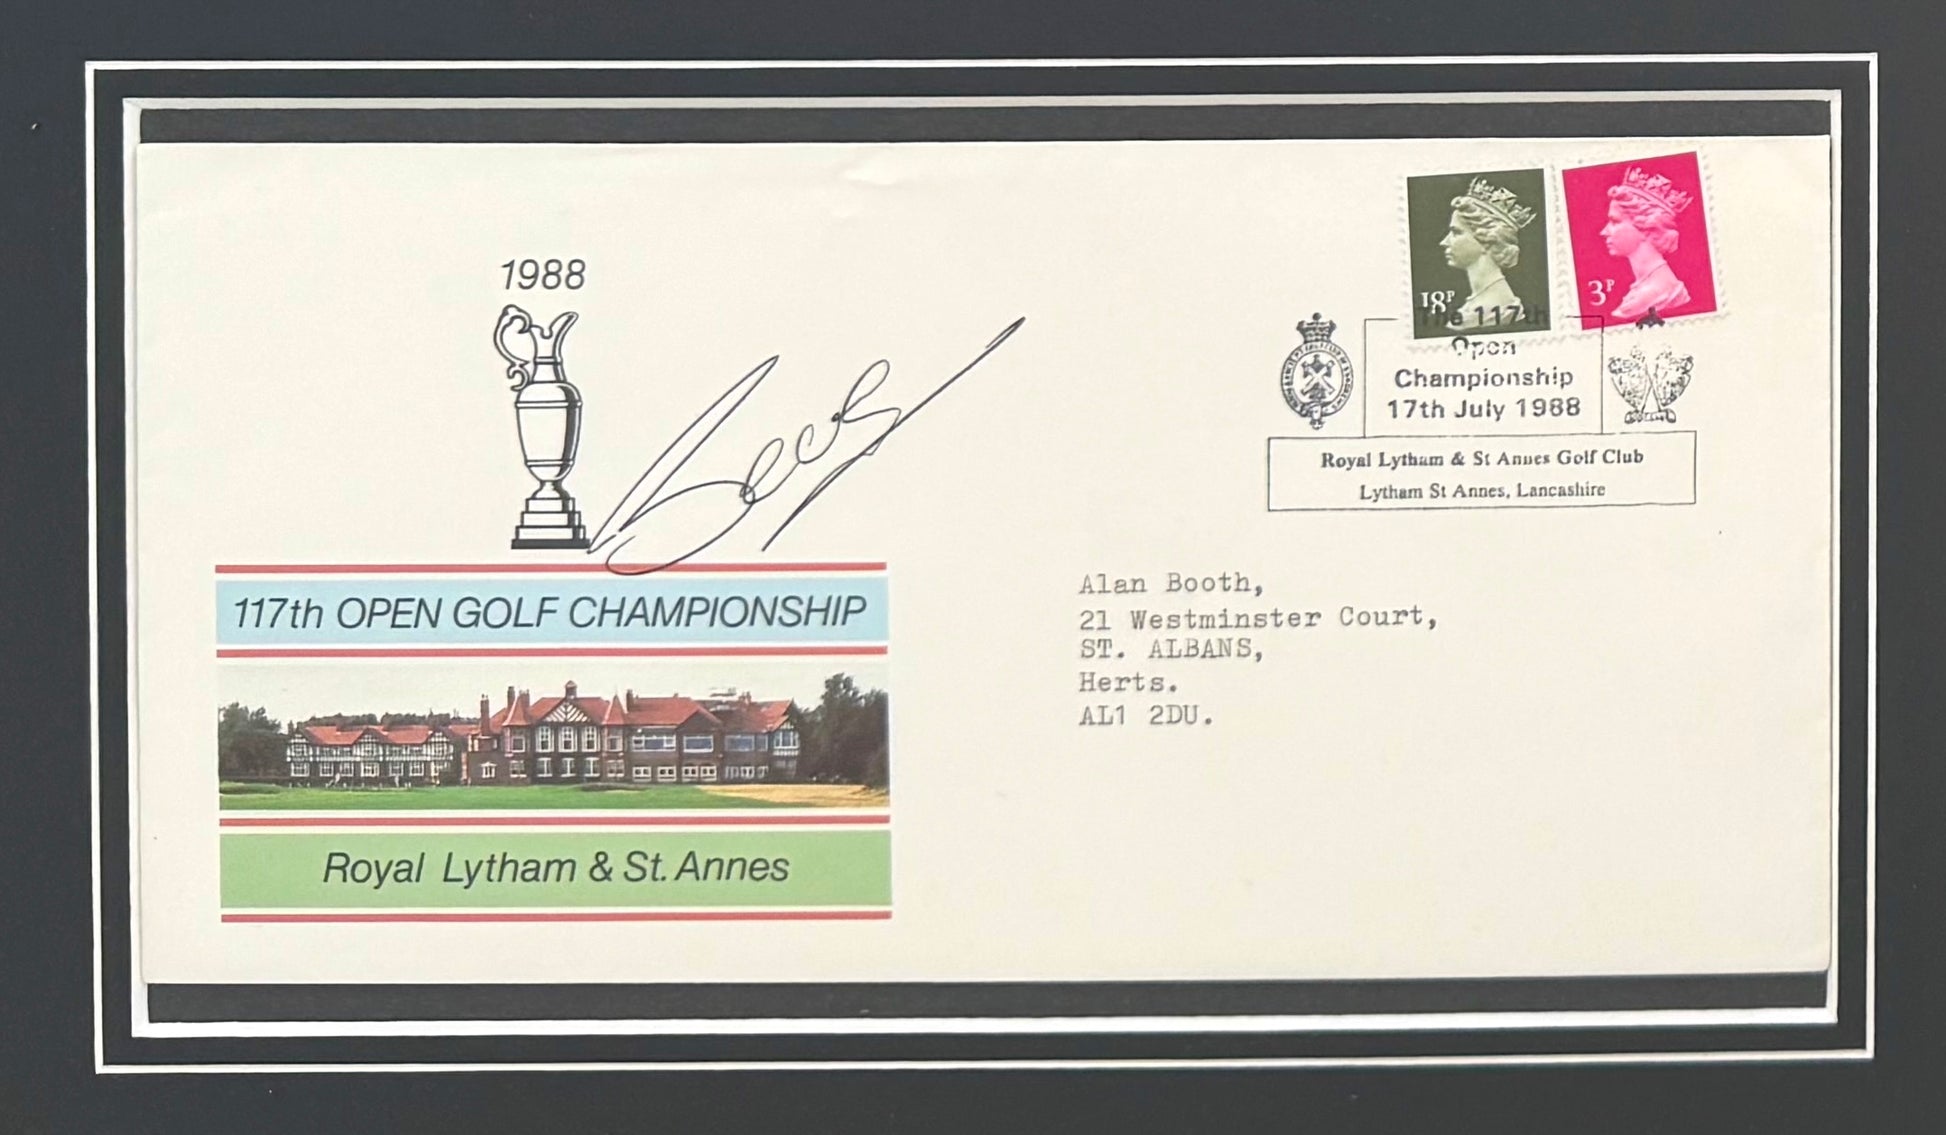 1988
117th OPEN GOLF CHAMPIONSHIP
Royal Lytham & St. Annes
18P
3P
The 117th
Open
Championship
17th July 1988
Royal Lytham & St Annes Golf Club
Lytham St Annes, Lancashire
Alan Booth,
21 Westminster Court,
ST. ALBANS,
Herts.
AL1 2DU.